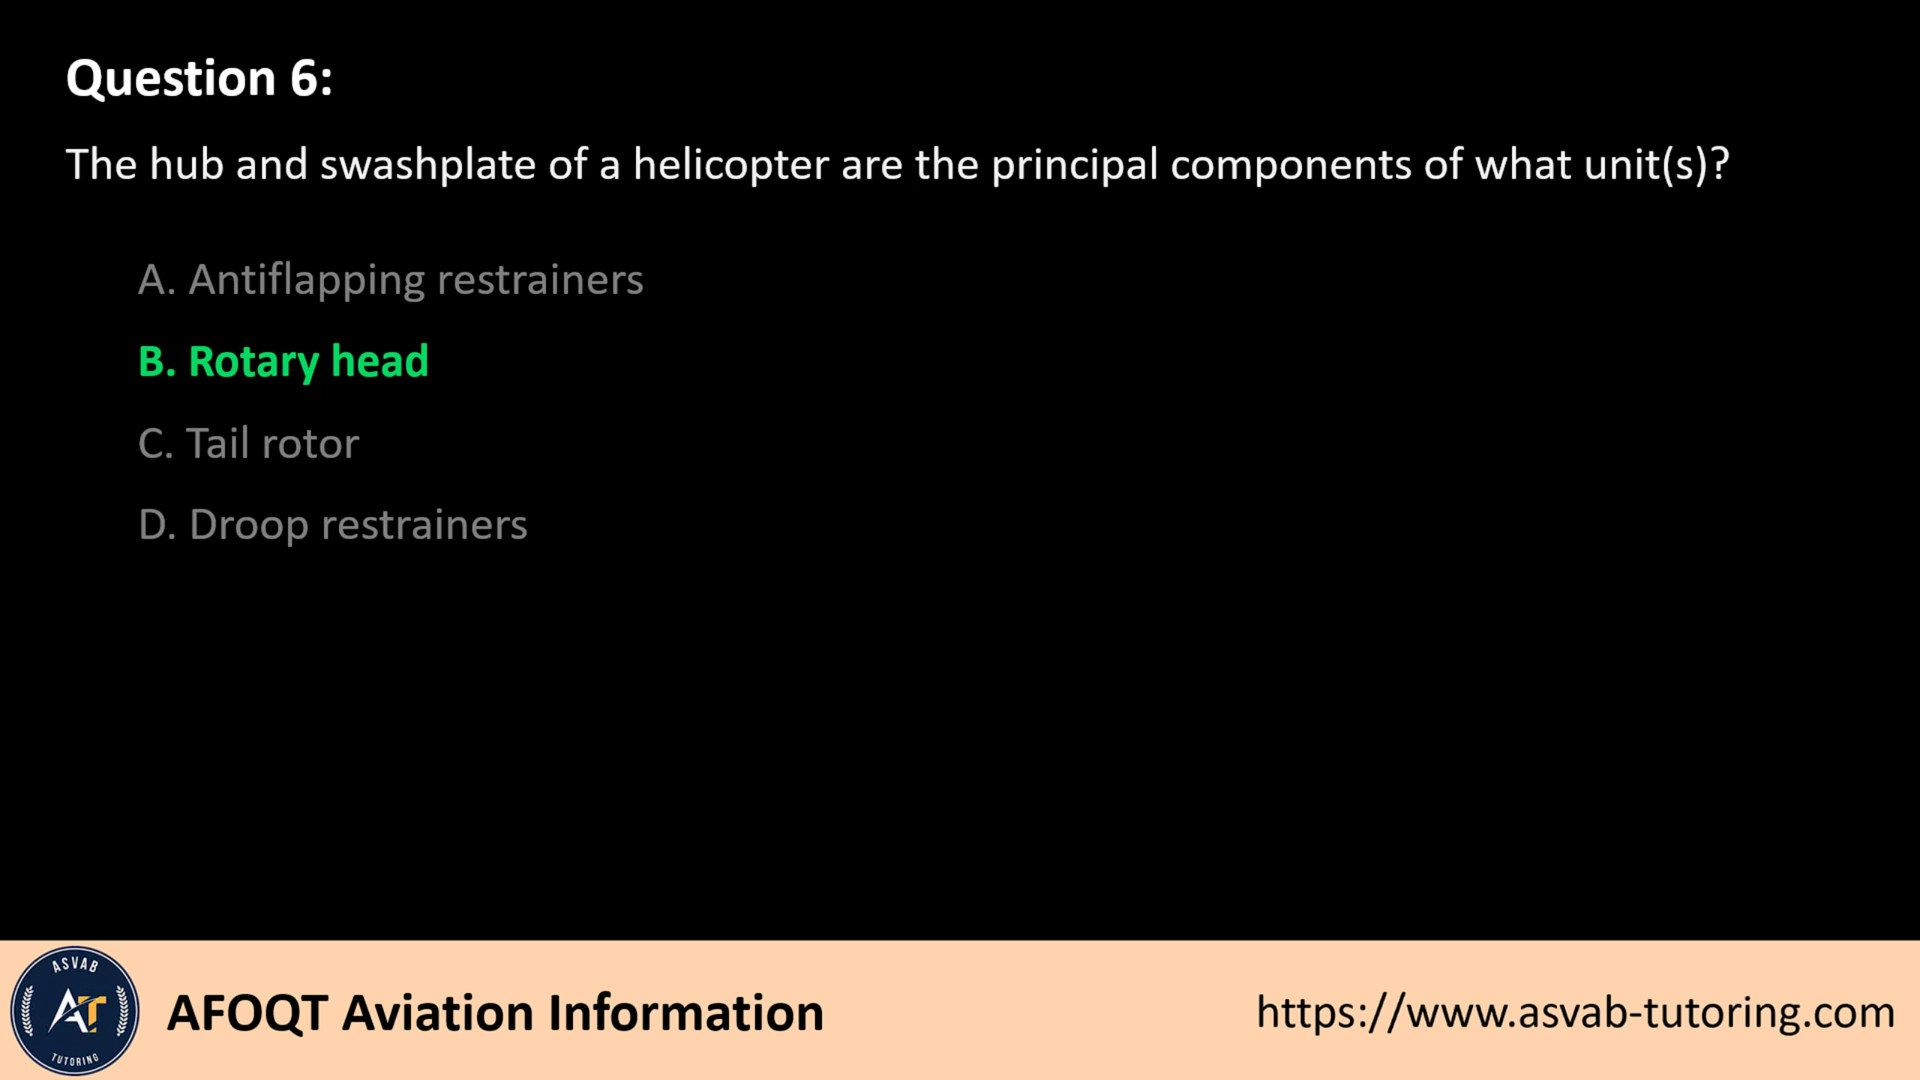 Question 6:
The hub and swashplate of a helicopter are the principal components of what unit(s)?
A. Antiflapping restrainers
B. Rotary head
C. Tail rotor
D. Droop restrainers
ASVAB
AT
TUTORING
AFOQT Aviation Information
https://www.asvab-tutoring.com